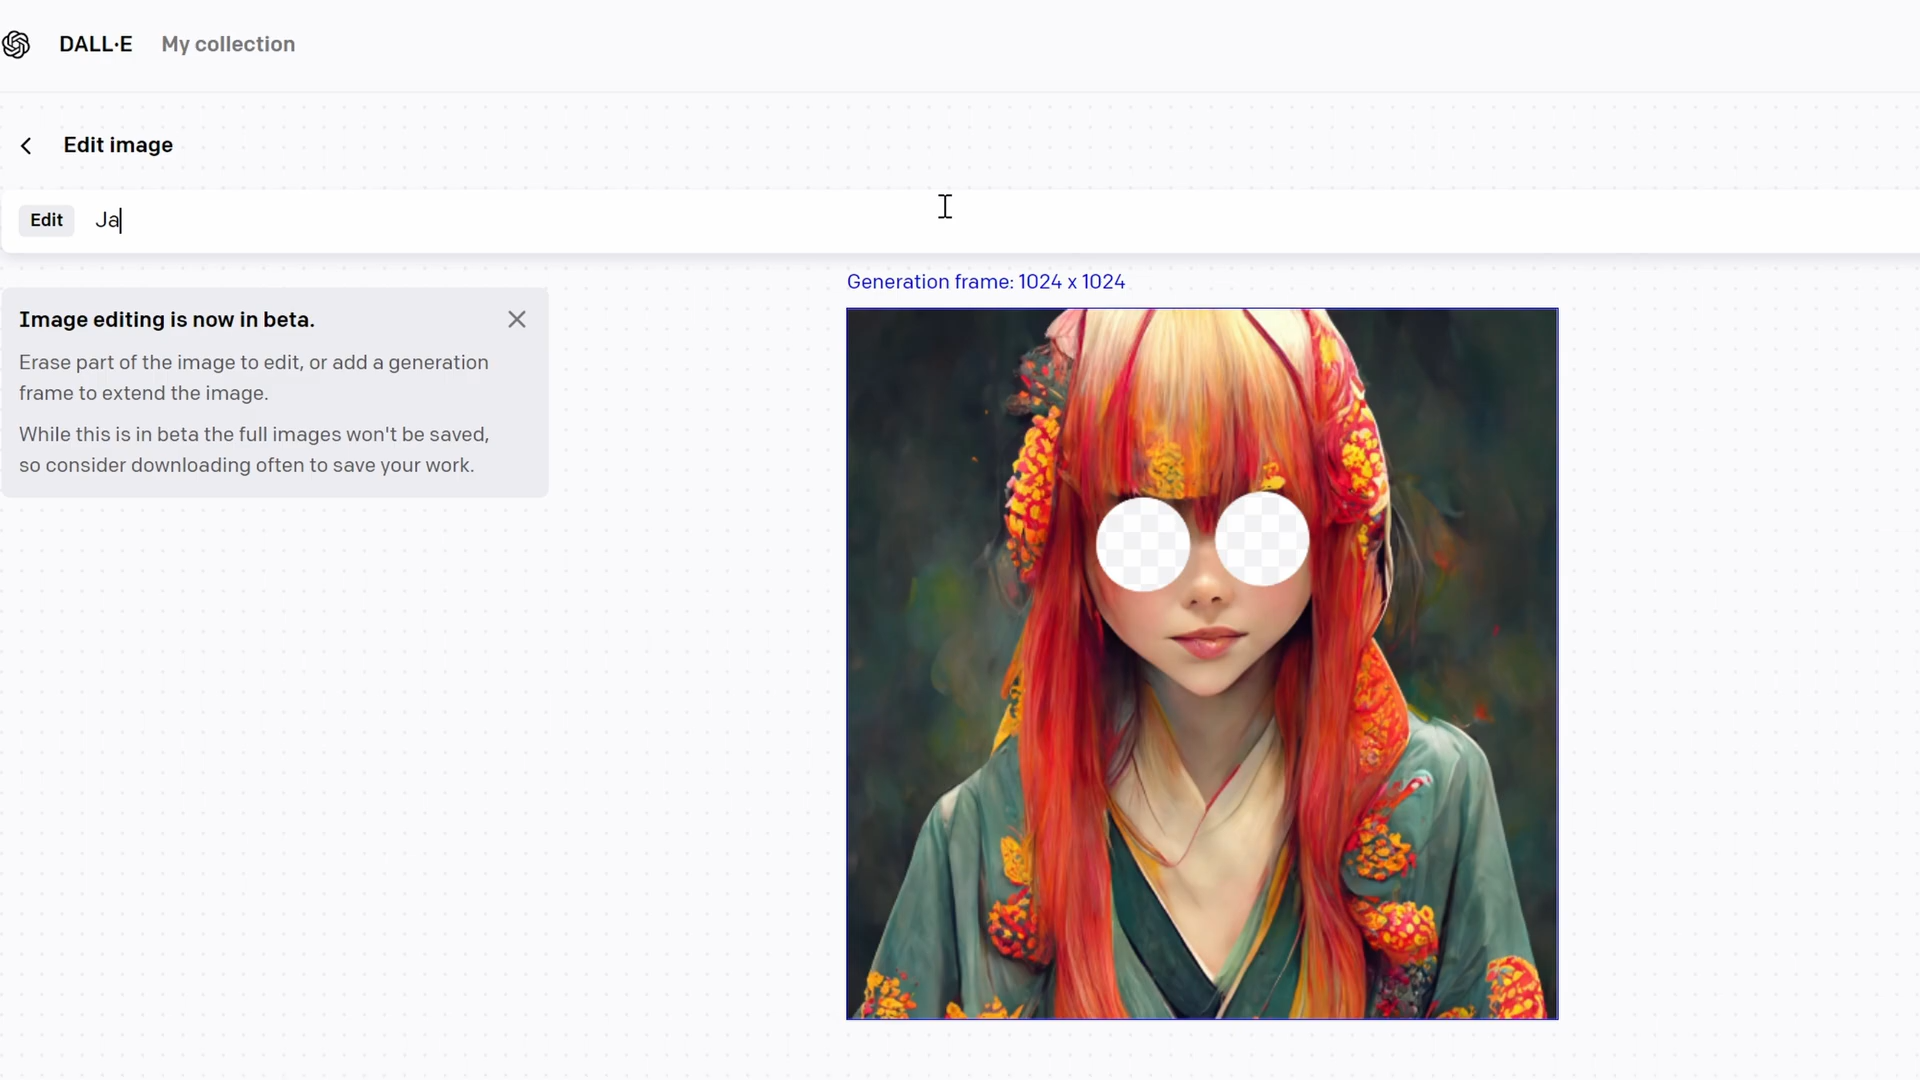 DALL·E My collection
Edit image
Edit Ja
Generation frame: 1024 x 1024
Image editing is now in beta.
Erase part of the image to edit, or add a generation
frame to extend the image.
While this is in beta the full images won't be saved,
so consider downloading often to save your work.